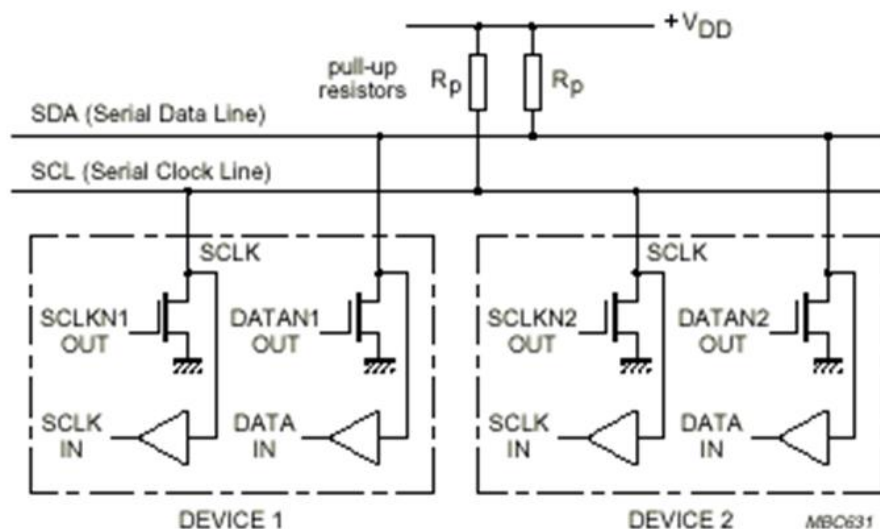 +VDD
pull-up
resistors
Rp
Rp
SDA (Serial Data Line)
SCL (Serial Clock Line)
SCLK
SCLKN1
OUT
DATAN1
OUT
SCLK
IN
DATA
IN
DEVICE 1
SCLK
SCLKN2
OUT
DATAN2
OUT
SCLK
IN
DATA
IN
DEVICE 2
MBC631